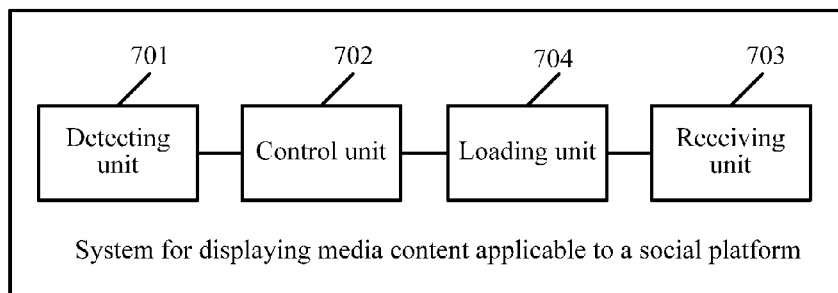 701 702 704 703
Detecting unit
Control unit
Loading unit
Receiving unit
System for displaying media content applicable to a social platform